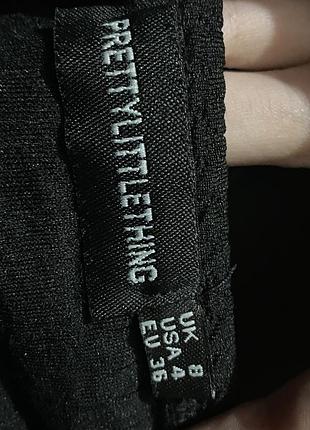 PRETTYLITTLETHING
UK 8
USA 4
EU 36